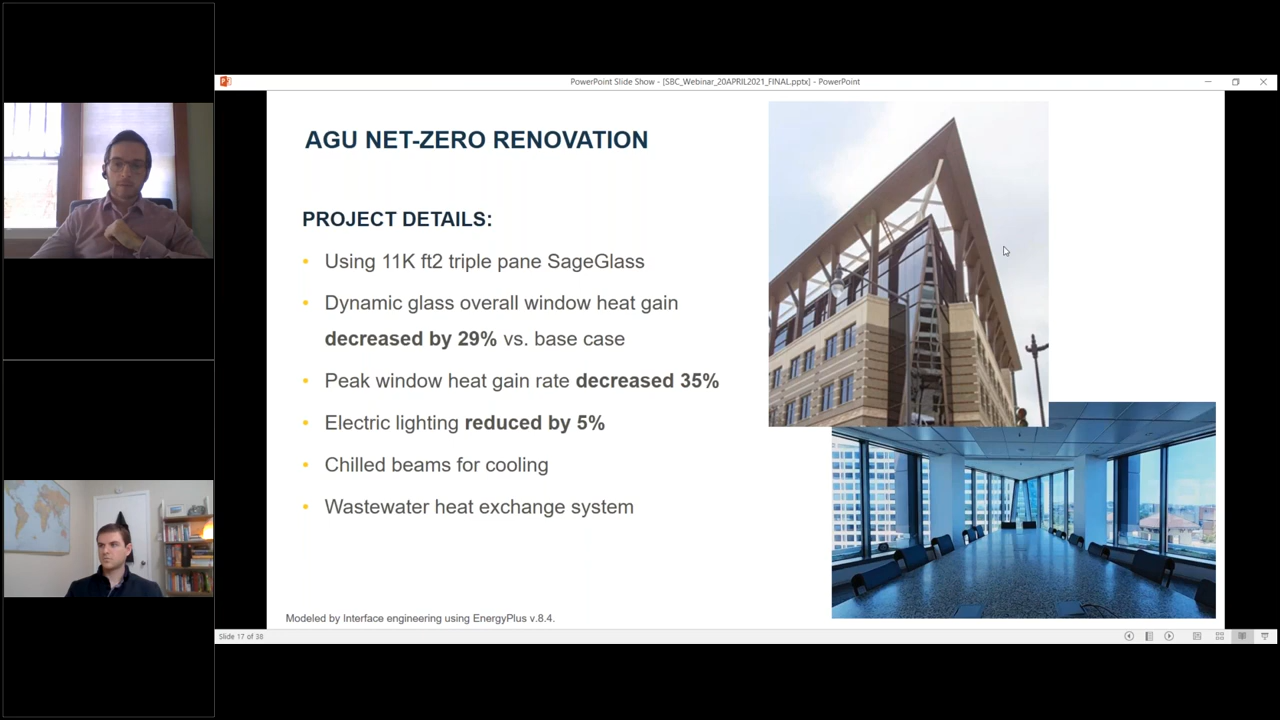 PowerPoint Slide Show - [SBC_Webinar_20APRIL2021_FINAL.pptx] - PowerPoint
AGU NET-ZERO RENOVATION
PROJECT DETAILS:
• Using 11K ft2 triple pane SageGlass
• Dynamic glass overall window heat gain
decreased by 29% vs. base case
• Peak window heat gain rate decreased 35%
• Electric lighting reduced by 5%
• Chilled beams for cooling
• Wastewater heat exchange system
Modeled by Interface engineering using EnergyPlus v.8.4.
Slide 17 of 38